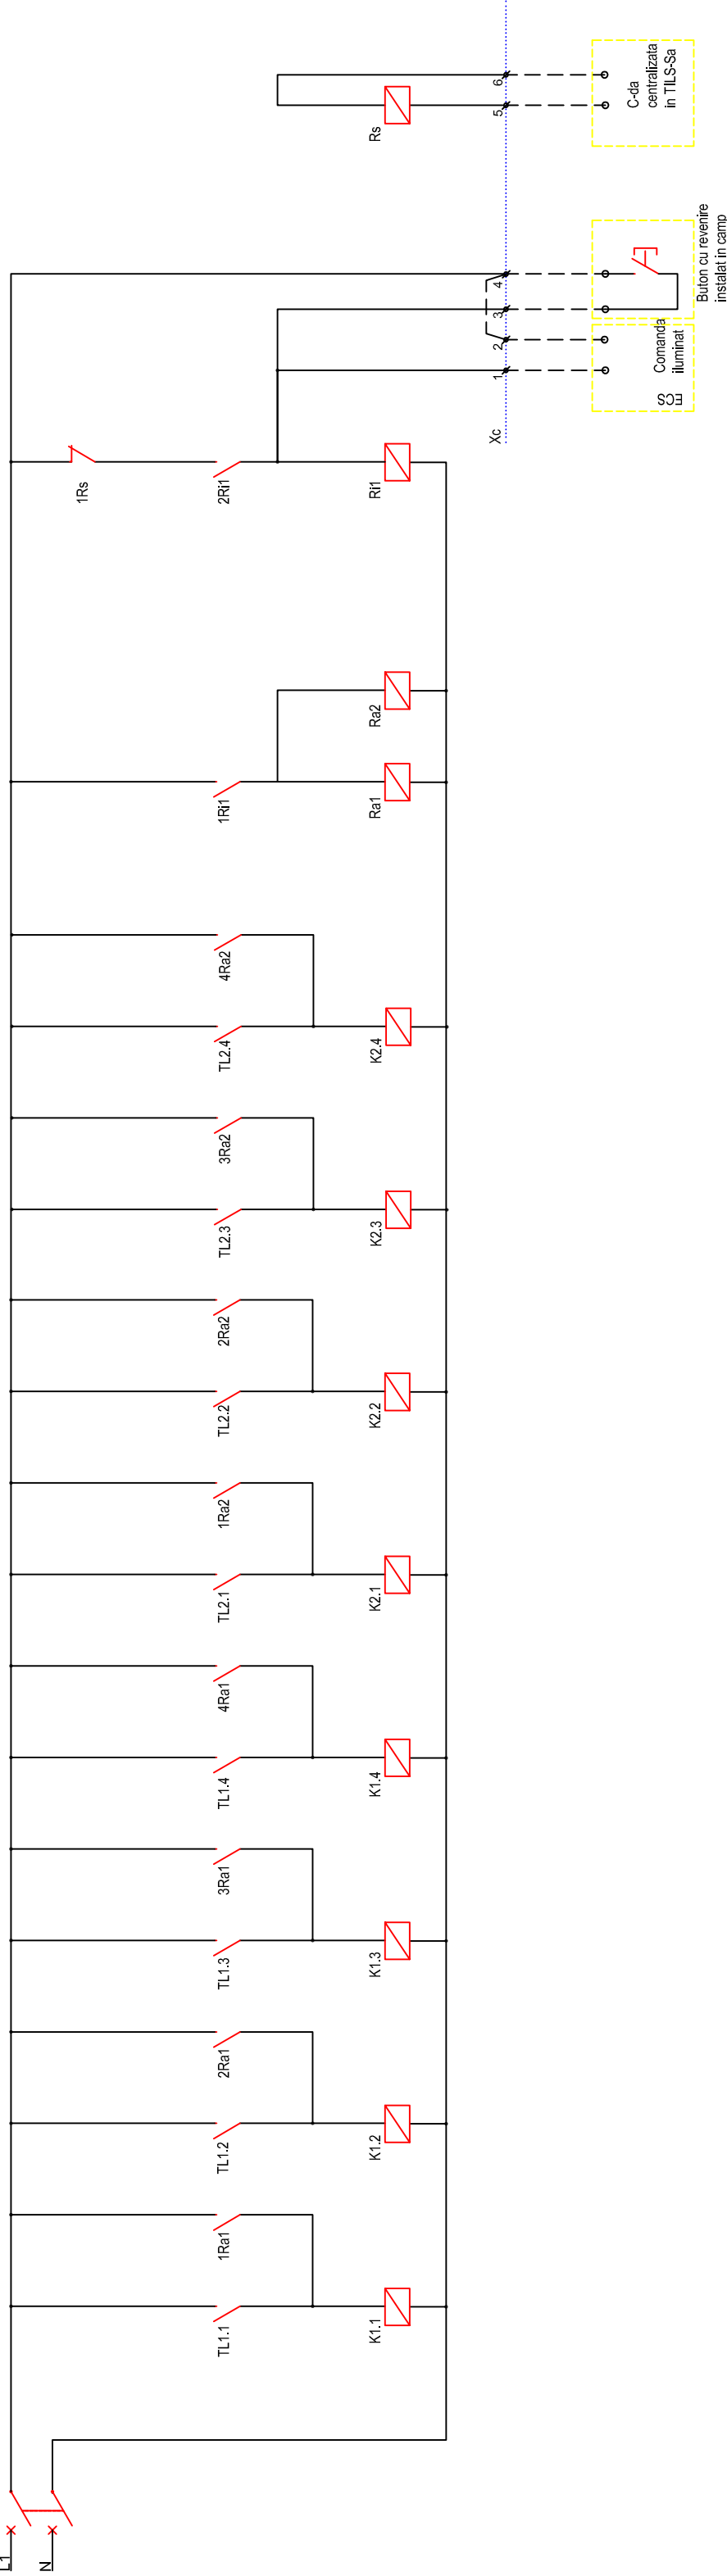 L1
N
TL1.1
1Ra1
K1.1
TL1.2
2Ra1
K1.2
TL1.3
3Ra1
K1.3
TL1.4
4Ra1
K1.4
TL2.1
1Ra2
K2.1
TL2.2
2Ra2
K2.2
TL2.3
3Ra2
K2.3
TL2.4
4Ra2
K2.4
1Ri1
Ra1
Ra2
1Rs
2Ri1
Ri1
Xc
1
2
3
4
5
6
ECS
Comanda
iluminat
Buton cu revenire
instalat in camp
Rs
C-da
centralizata
in TILS-Sa